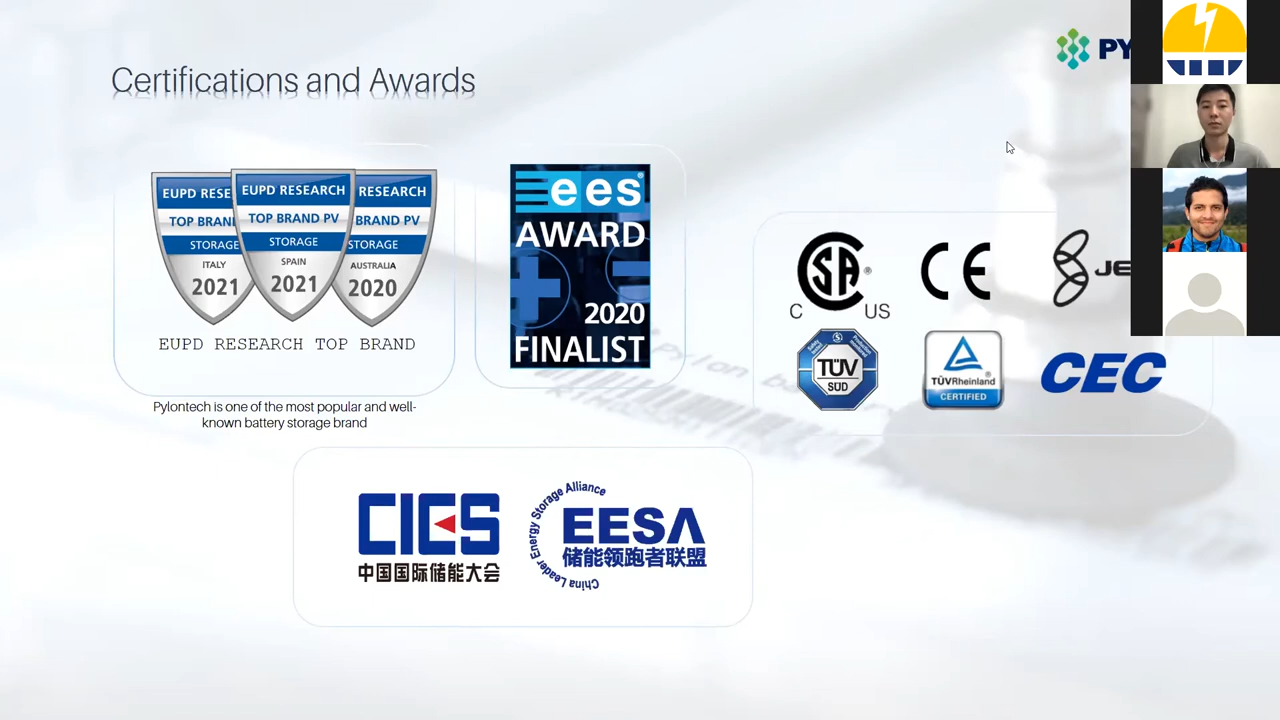 Certifications and Awards
PY
EUPD RESE
TOP BRAN
STORAGE
ITALY
2021
EUPD RESEARCH
TOP BRAND PV
STORAGE
SPAIN
2021
RESEARCH
BRAND PV
STORAGE
AUSTRALIA
2020
EUPD RESEARCH TOP BRAND
Pylontech is one of the most popular and well-
known battery storage brand
ees®
AWARD
2020
FINALIST
CSA®
C US
CE
JE
TÜV
SÜD
TÜVRheinland®
CERTIFIED
CEC
CIES
中国国际储能大会
China Leader Energy Storage Alliance
EESA
储能领跑者联盟